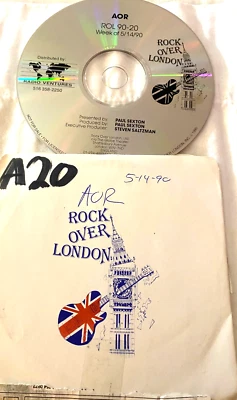 AOR
ROL 90-20
Week of 5/14/90
Distributed by
RADIO VENTURES
516 258-2250
ROCK
OVER
LONDON
Presented by: PAUL SEXTON
Produced by: PAUL SEXTON
Executive Producer: STEVEN SALTZMAN
A20
5-14-90
AOR
ROCK
OVER
LONDON